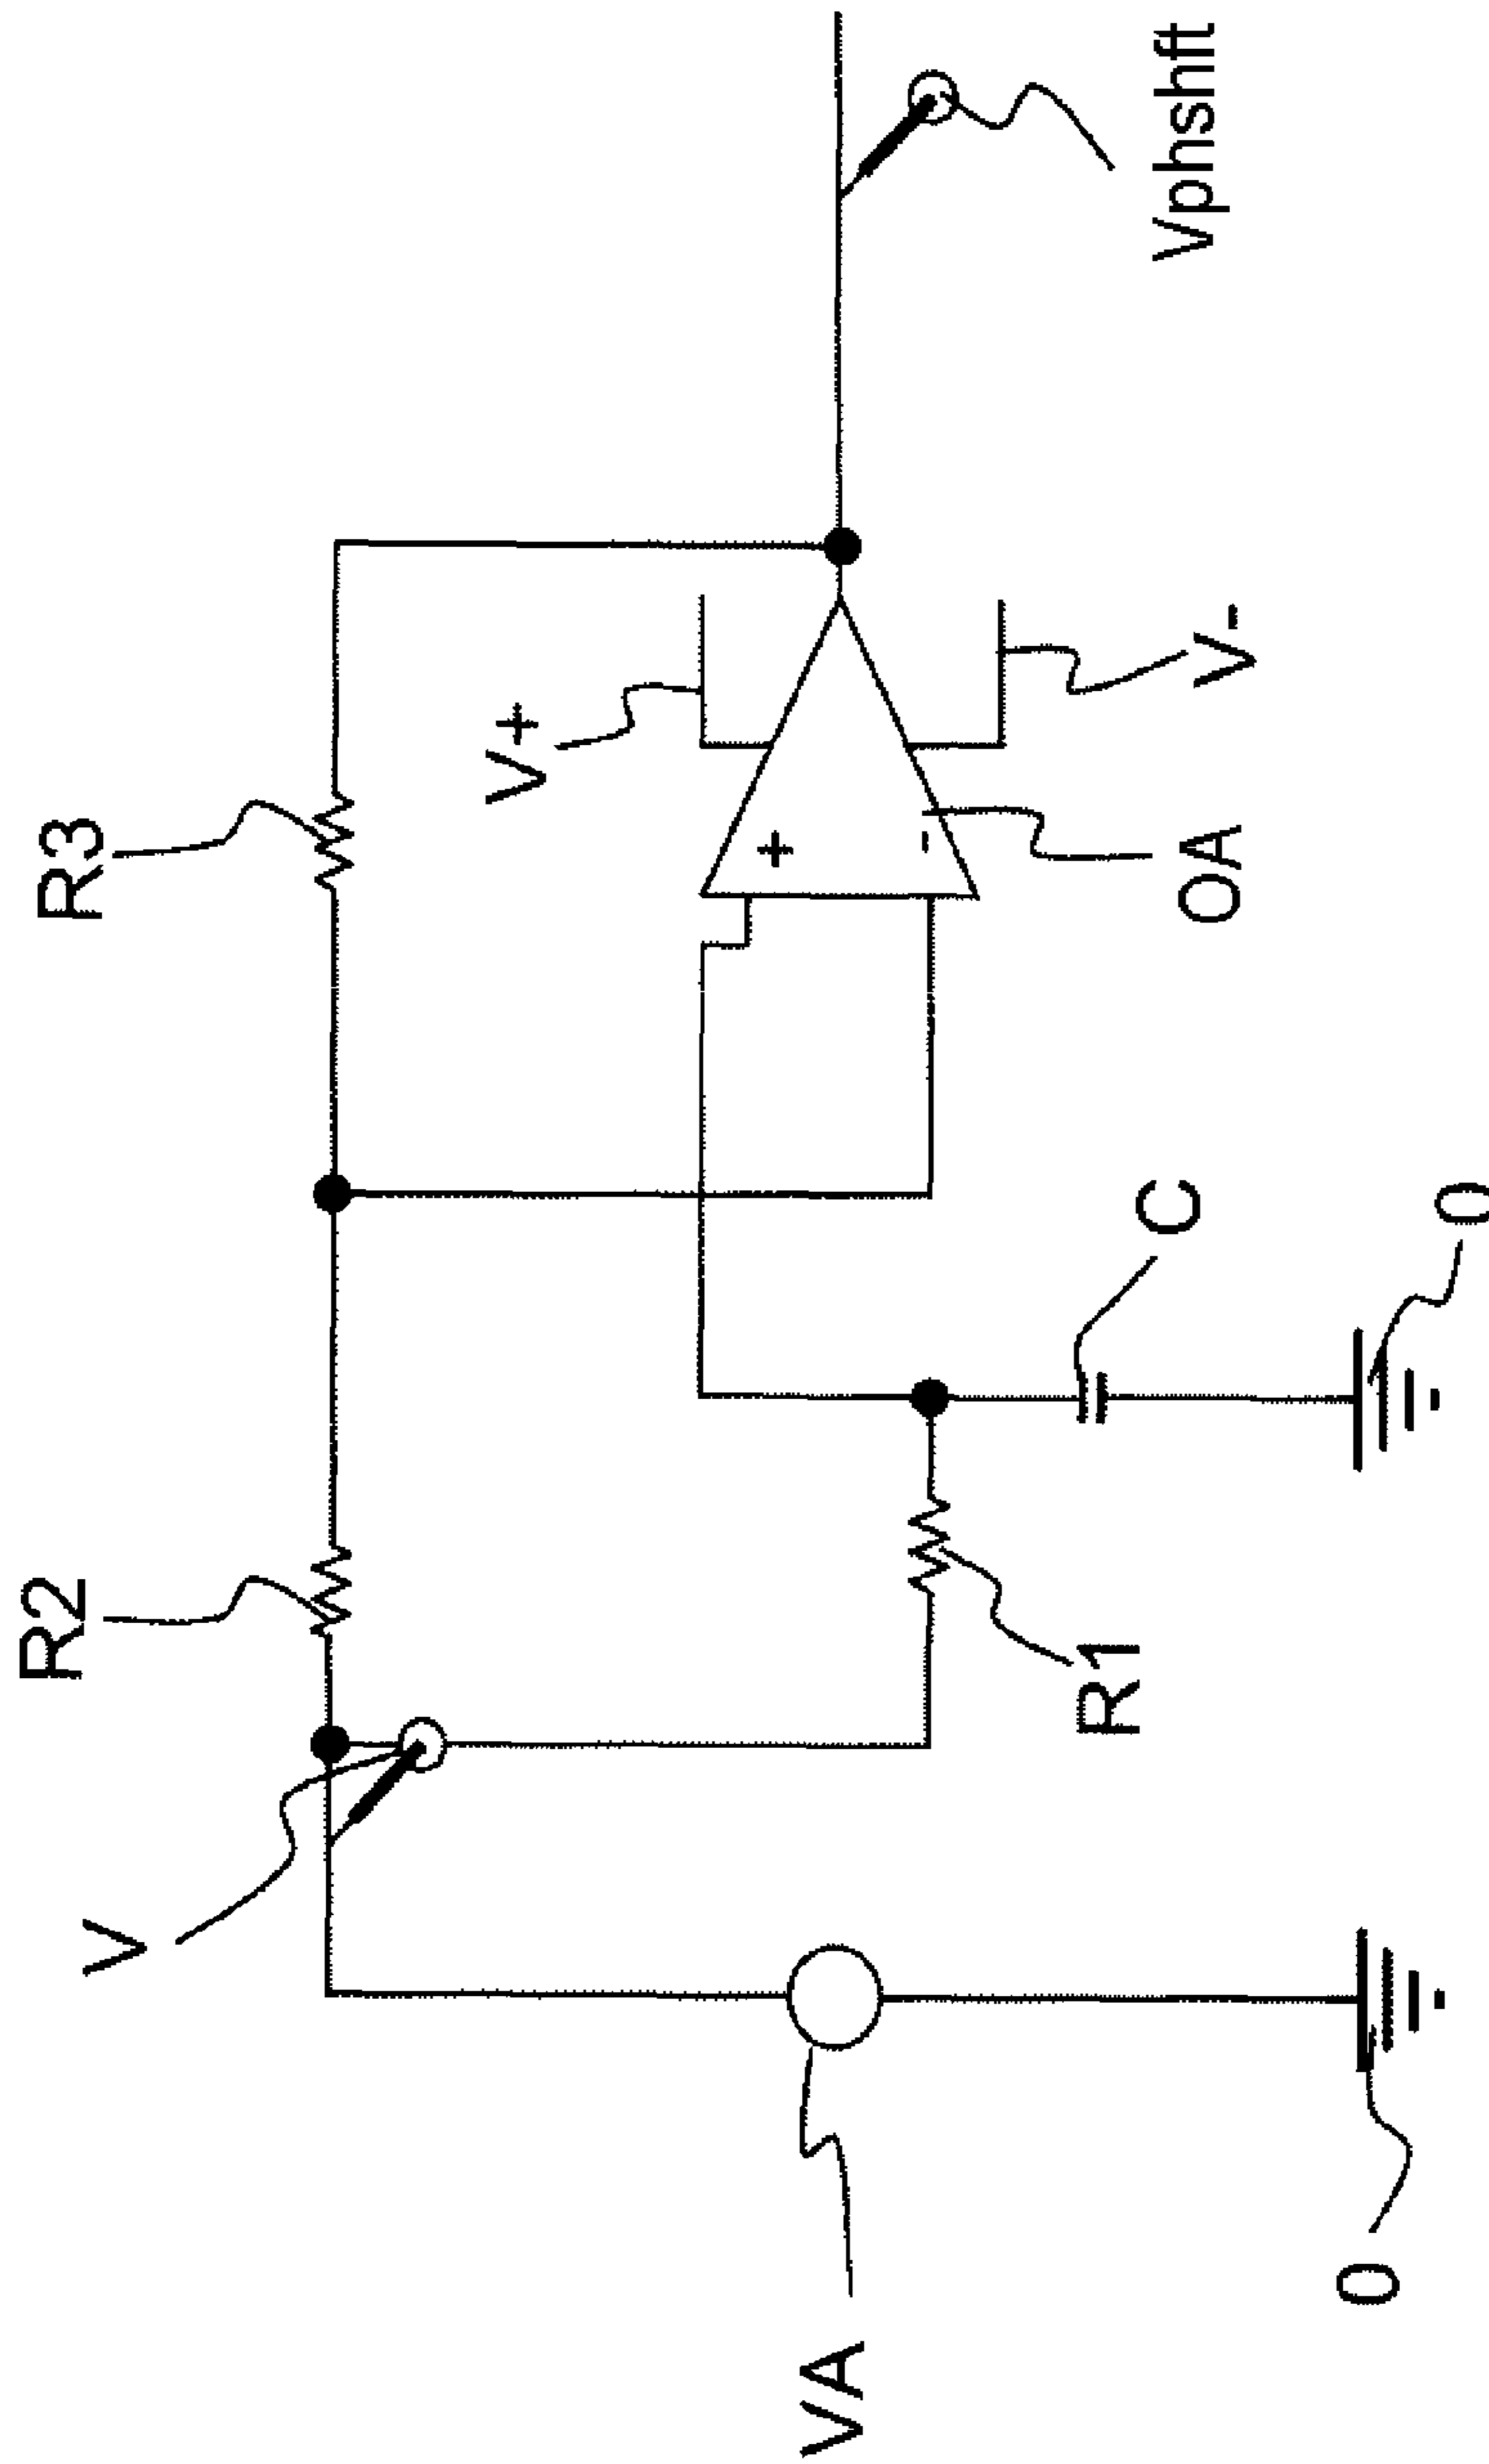 R2
R3
V
V+
+
-
VA
R1
C
OA
V-
Vphshft
0
0